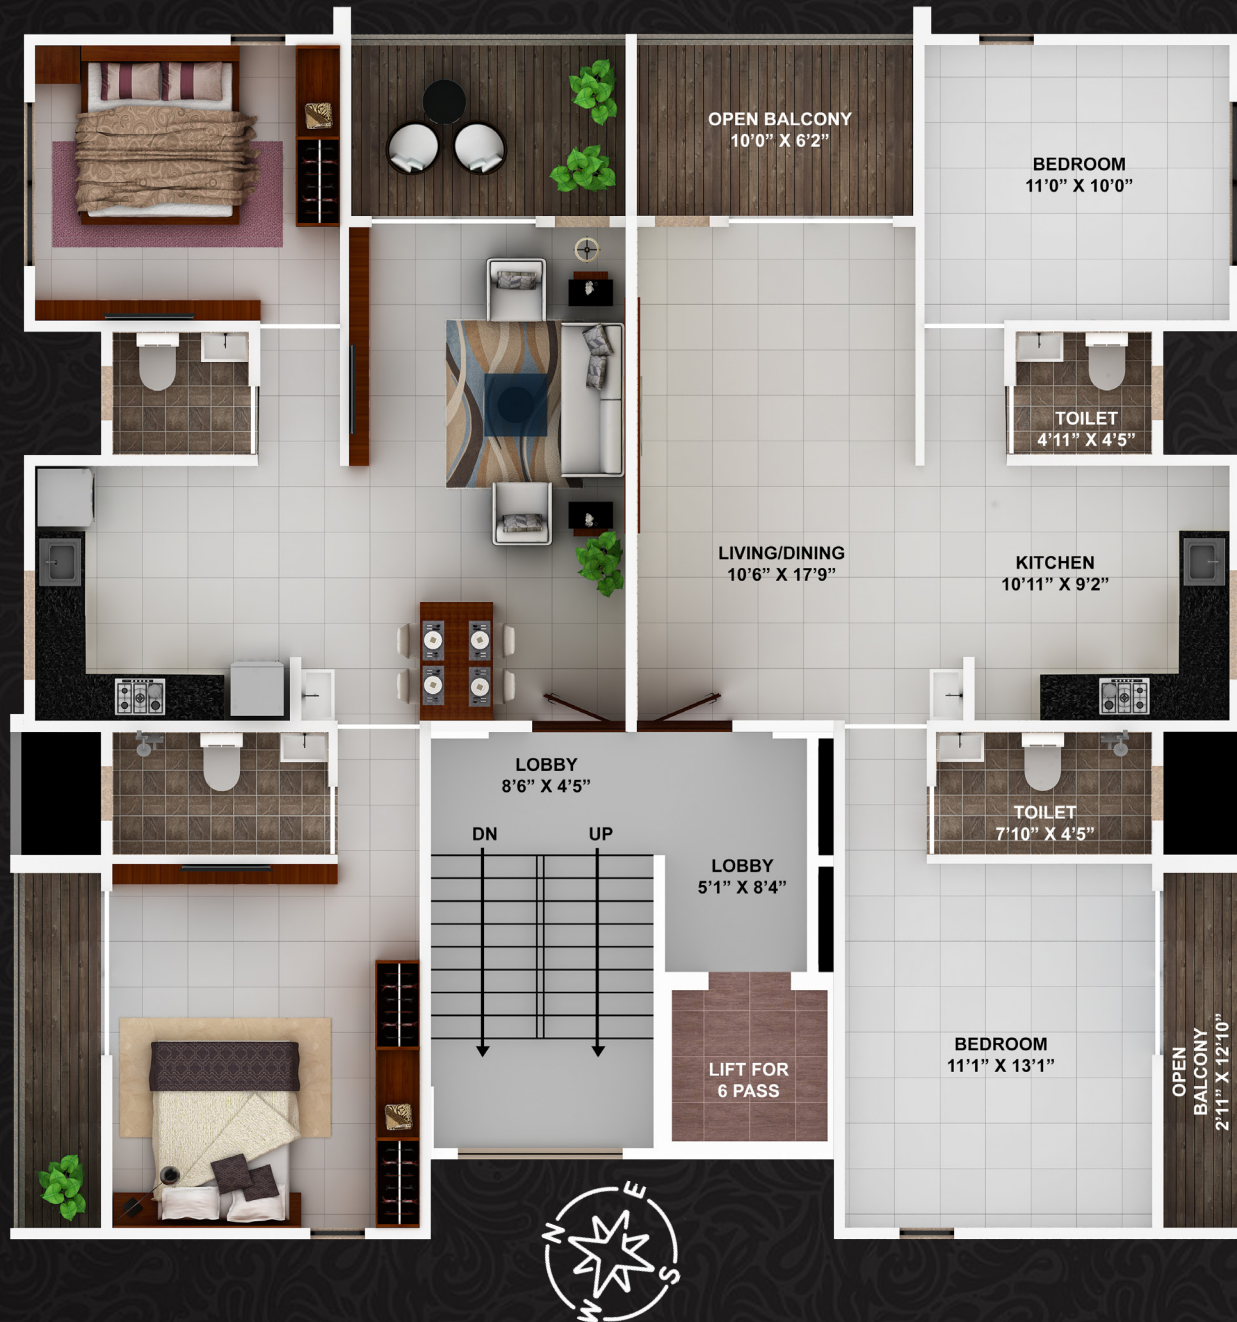 OPEN BALCONY
10’0” X 6’2”
BEDROOM
11’0” X 10’0”
TOILET
4’11” X 4’5”
LIVING/DINING
10’6” X 17’9”
KITCHEN
10’11” X 9’2”
LOBBY
8’6” X 4’5”
DN
UP
LOBBY
5’1” X 8’4”
TOILET
7’10” X 4’5”
LIFT FOR
6 PASS
BEDROOM
11’1” X 13’1”
OPEN
BALCONY
2’11” X 12’10”
E
N
S
W